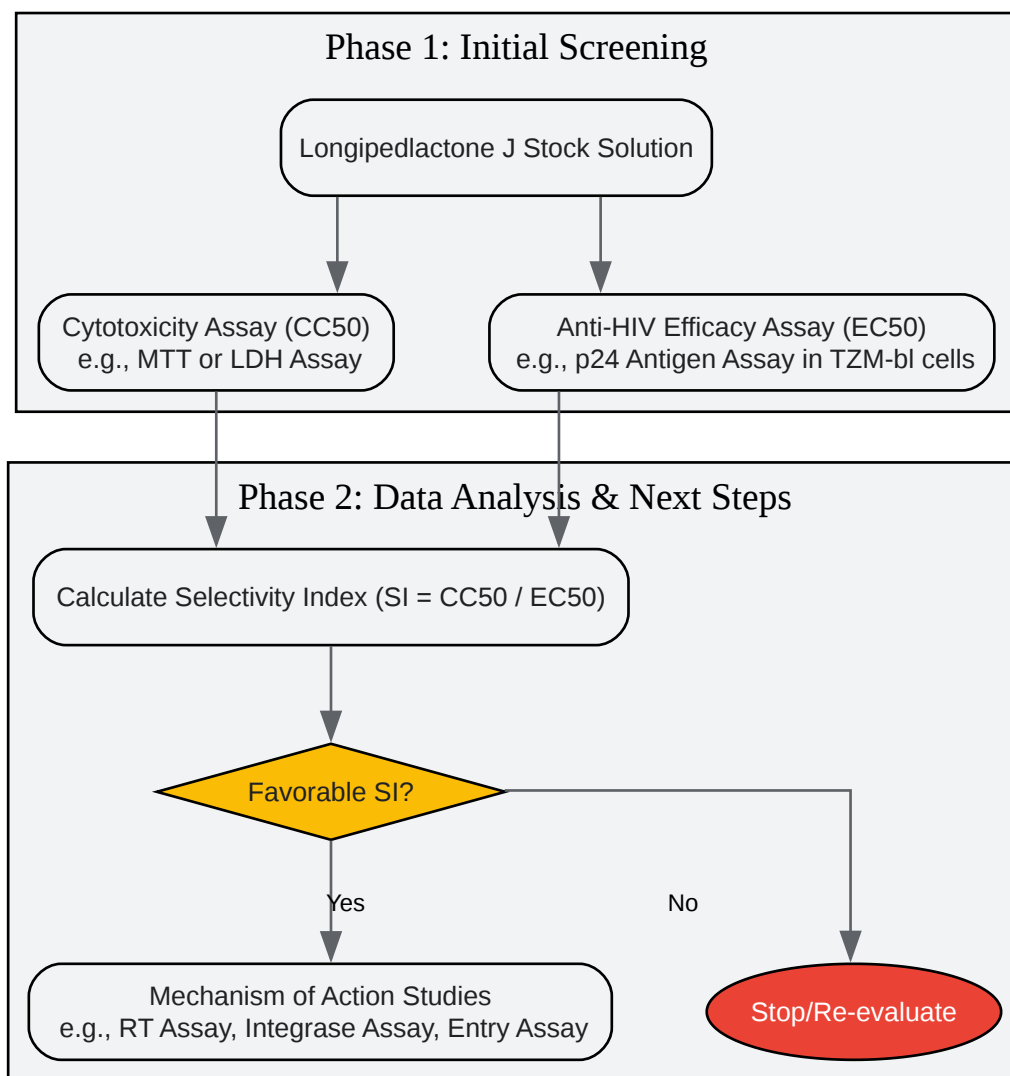 Phase 1: Initial Screening
Longipedlactone J Stock Solution
Cytotoxicity Assay (CC50)
e.g., MTT or LDH Assay
Anti-HIV Efficacy Assay (EC50)
e.g., p24 Antigen Assay in TZM-bl cells
Phase 2: Data Analysis & Next Steps
Calculate Selectivity Index (SI = CC50 / EC50)
Favorable SI?
Yes
No
Mechanism of Action Studies
e.g., RT Assay, Integrase Assay, Entry Assay
Stop/Re-evaluate